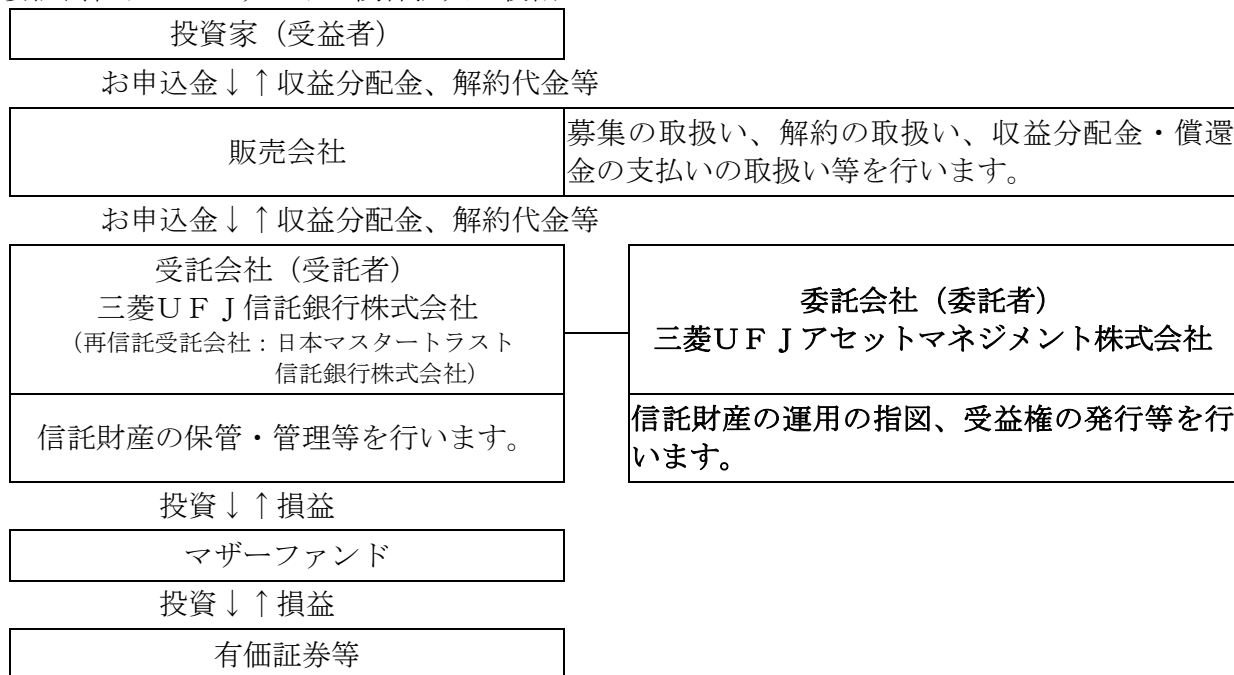 投資家（受益者）
お申込金↓↑収益分配金、解約代金等
販売会社
募集の取扱い、解約の取扱い、収益分配金・償還
金の支払いの取扱い等を行います。
お申込金↓↑収益分配金、解約代金等
受託会社（受託者）
三菱ＵＦＪ信託銀行株式会社
（再信託受託会社：日本マスタートラスト
信託銀行株式会社）
委託会社（委託者）
三菱ＵＦＪアセットマネジメント株式会社
信託財産の保管・管理等を行います。
信託財産の運用の指図、受益権の発行等を行
います。
投資↓↑損益
マザーファンド
投資↓↑損益
有価証券等